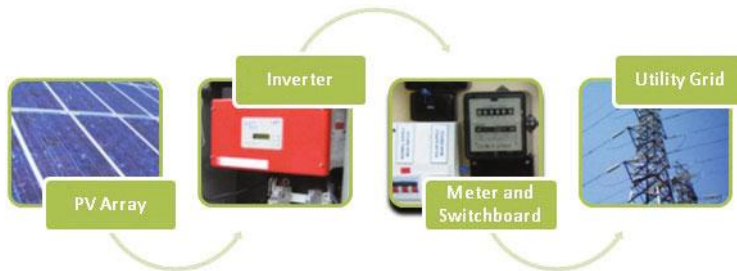 PV Array
Inverter
Meter and
Switchboard
Utility Grid